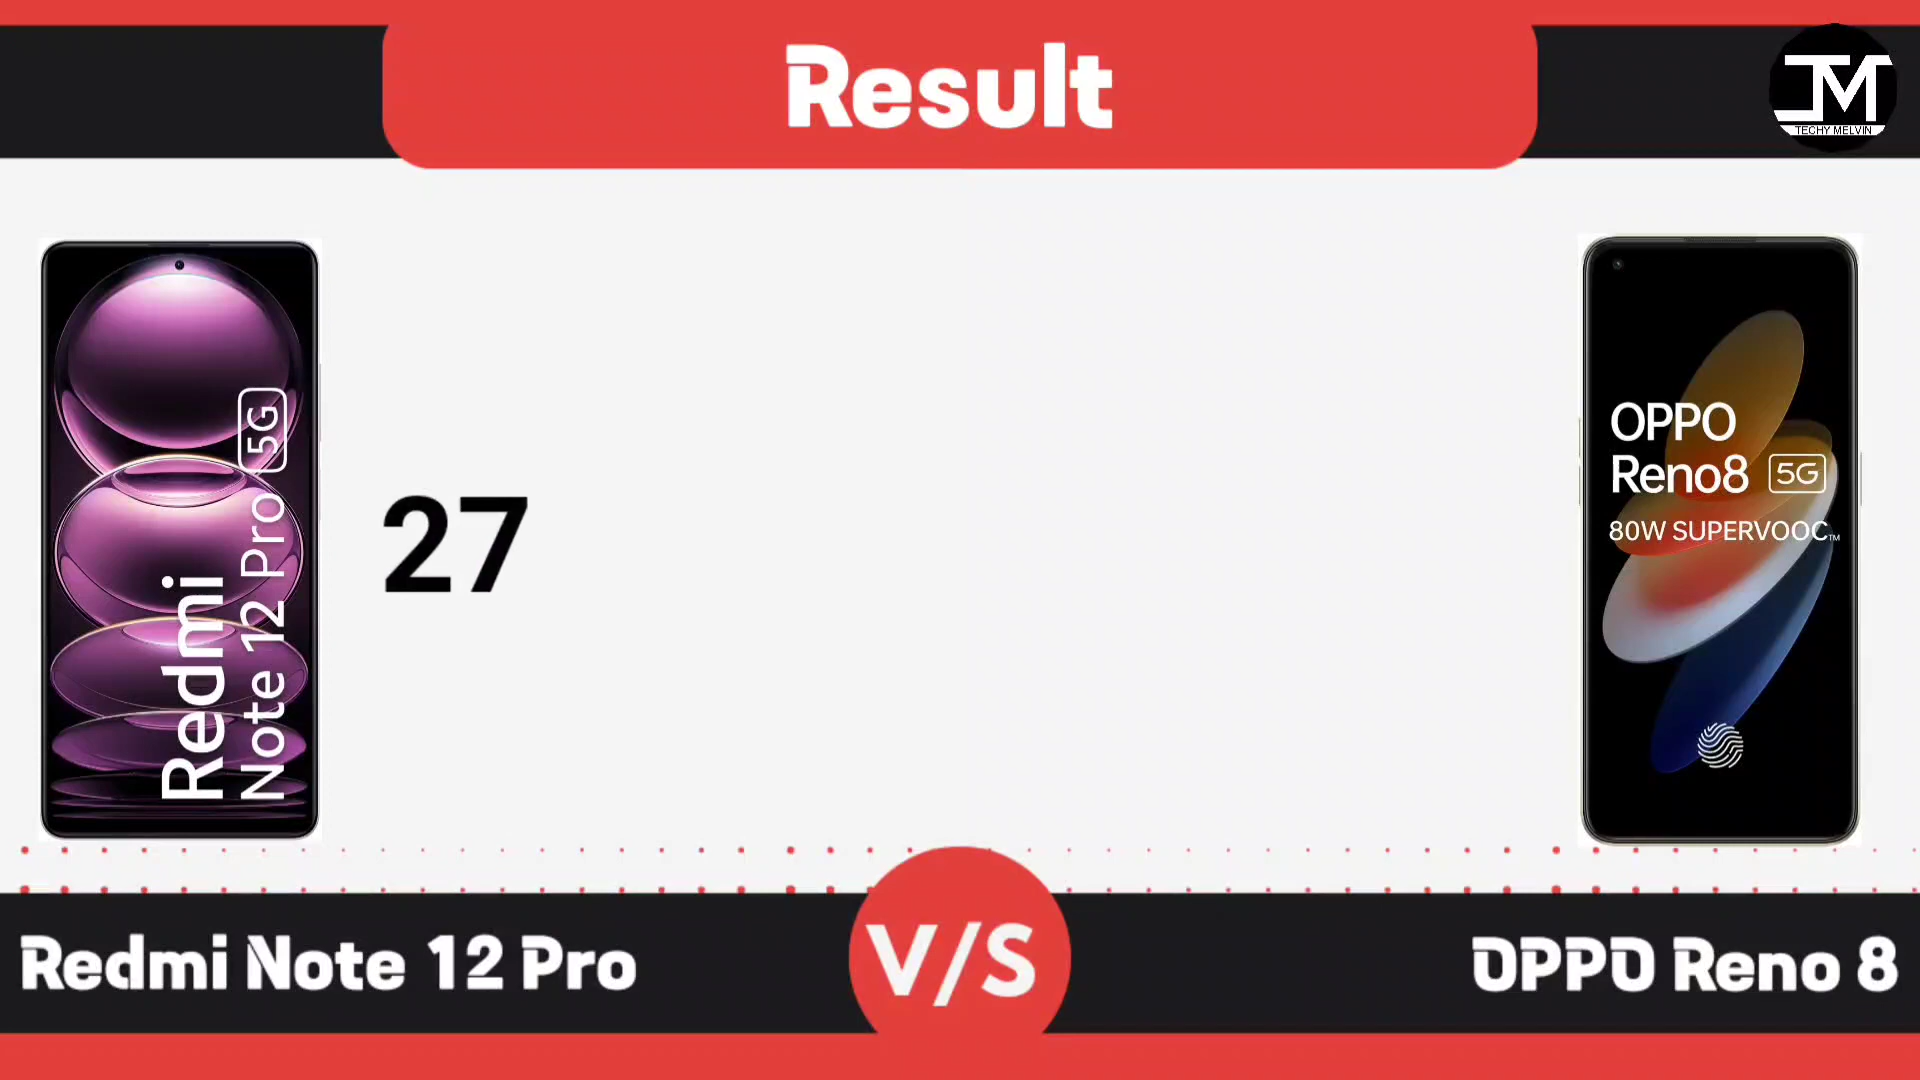 Result
TM
TECHY MELVIN
Redmi
Note 12 Pro 5G
27
OPPO
Reno8 5G
80W SUPERVOOC™
Redmi Note 12 Pro
V/S
OPPO Reno 8